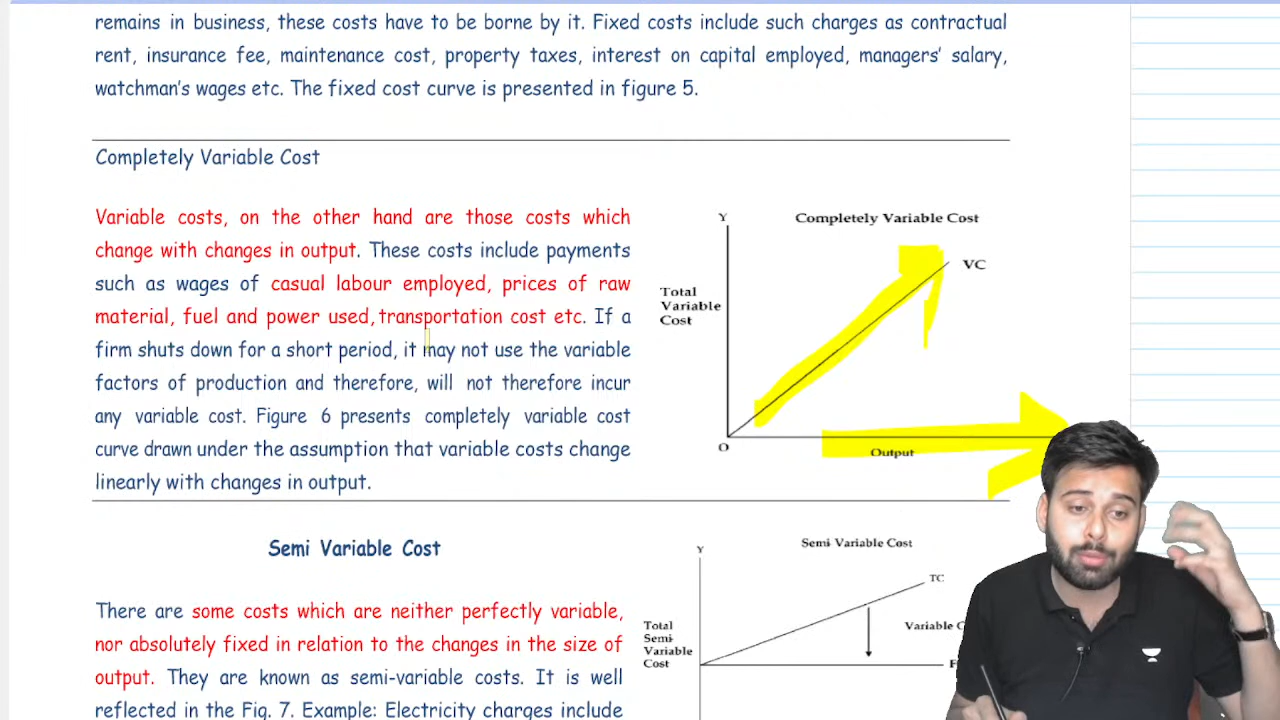 remains in business, these costs have to be borne by it. Fixed costs include such charges as contractual
rent, insurance fee, maintenance cost, property taxes, interest on capital employed, managers' salary,
watchman's wages etc. The fixed cost curve is presented in figure 5.
Completely Variable Cost
Variable costs, on the other hand are those costs which
change with changes in output. These costs include payments
such as wages of casual labour employed, prices of raw
material, fuel and power used, transportation cost etc. If a
firm shuts down for a short period, it may not use the variable
factors of production and therefore, will not therefore incur
any variable cost. Figure 6 presents completely variable cost
curve drawn under the assumption that variable costs change
linearly with changes in output.
Y
Completely Variable Cost
VC
Total
Variable
Cost
O
Output
Semi Variable Cost
There are some costs which are neither perfectly variable,
nor absolutely fixed in relation to the changes in the size of
output. They are known as semi-variable costs. It is well
reflected in the Fig. 7. Example: Electricity charges include
Semi Variable Cost
Y
TC
Total
Semi
Variable
Cost
Variable C
F